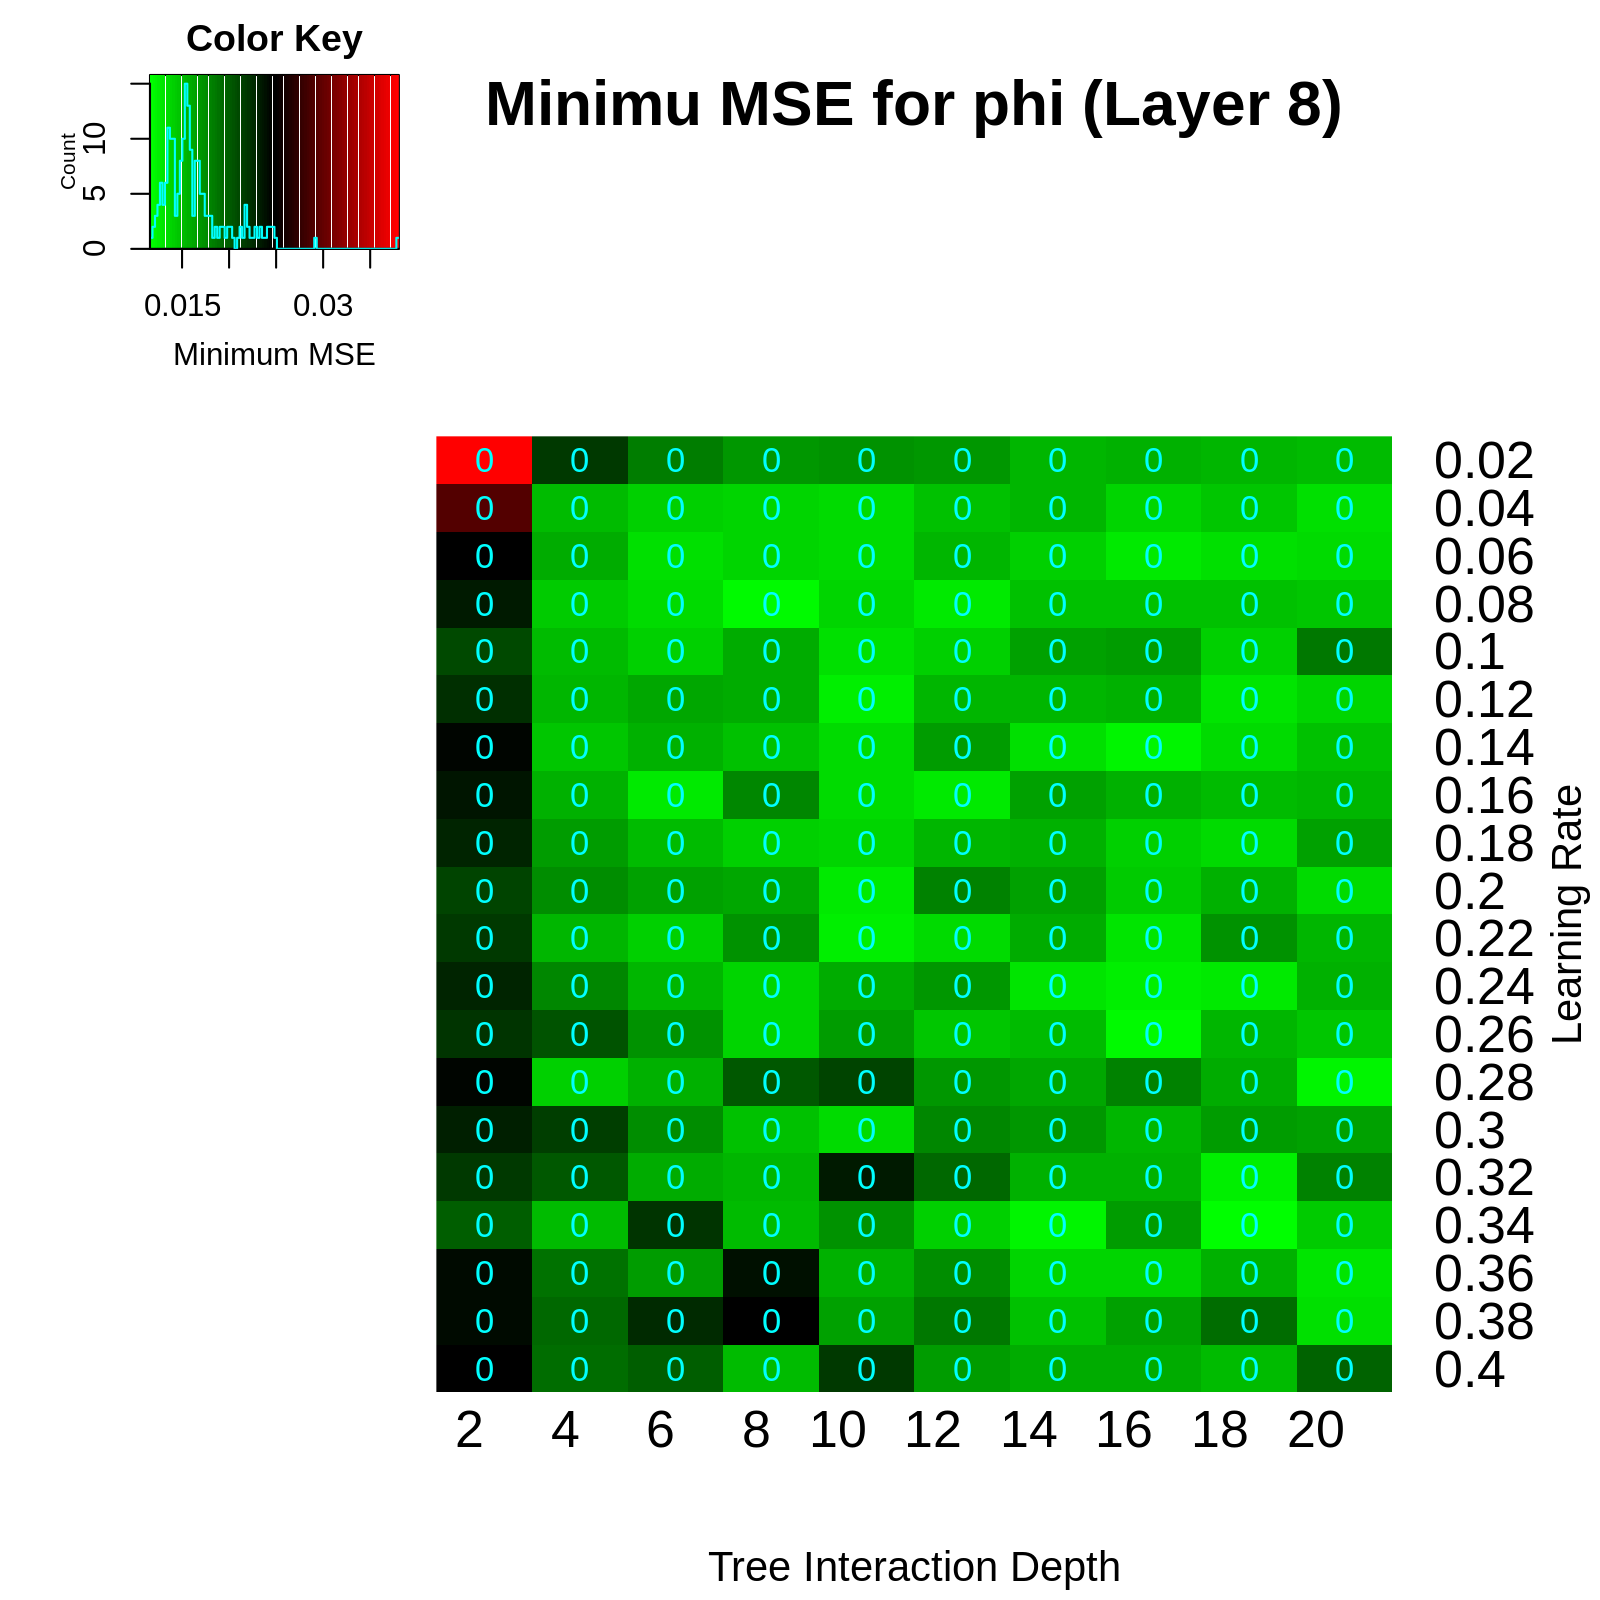 Color Key
Minimu MSE for phi (Layer 8)
Count
0 5 10
0.015 0.03
Minimum MSE
0 0 0 0 0 0 0 0 0 0 0.02
0 0 0 0 0 0 0 0 0 0 0.04
0 0 0 0 0 0 0 0 0 0 0.06
0 0 0 0 0 0 0 0 0 0 0.08
0 0 0 0 0 0 0 0 0 0 0.1
0 0 0 0 0 0 0 0 0 0 0.12
0 0 0 0 0 0 0 0 0 0 0.14
0 0 0 0 0 0 0 0 0 0 0.16
0 0 0 0 0 0 0 0 0 0 0.18
0 0 0 0 0 0 0 0 0 0 0.2
0 0 0 0 0 0 0 0 0 0 0.22
0 0 0 0 0 0 0 0 0 0 0.24
0 0 0 0 0 0 0 0 0 0 0.26
0 0 0 0 0 0 0 0 0 0 0.28
0 0 0 0 0 0 0 0 0 0 0.3
0 0 0 0 0 0 0 0 0 0 0.32
0 0 0 0 0 0 0 0 0 0 0.34
0 0 0 0 0 0 0 0 0 0 0.36
0 0 0 0 0 0 0 0 0 0 0.38
0 0 0 0 0 0 0 0 0 0 0.4
Learning Rate
2 4 6 8 10 12 14 16 18 20
Tree Interaction Depth